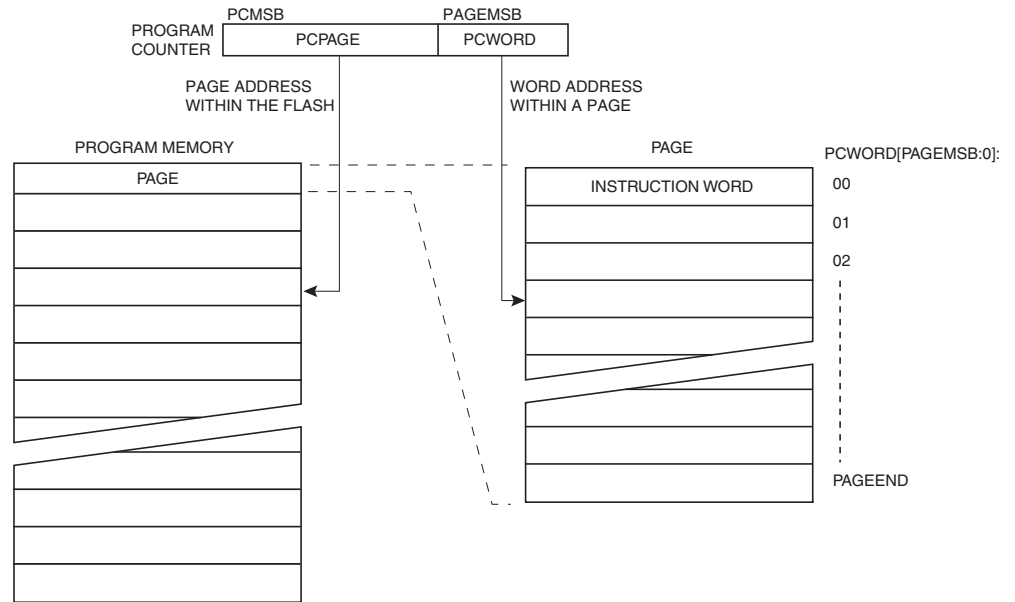 PCMSB
PAGEMSB
PROGRAM
COUNTER
PCPAGE
PCWORD
PAGE ADDRESS
WITHIN THE FLASH
WORD ADDRESS
WITHIN A PAGE
PROGRAM MEMORY
PAGE
PAGE
INSTRUCTION WORD
PCWORD[PAGEMSB:0]:
00
01
02
PAGEEND